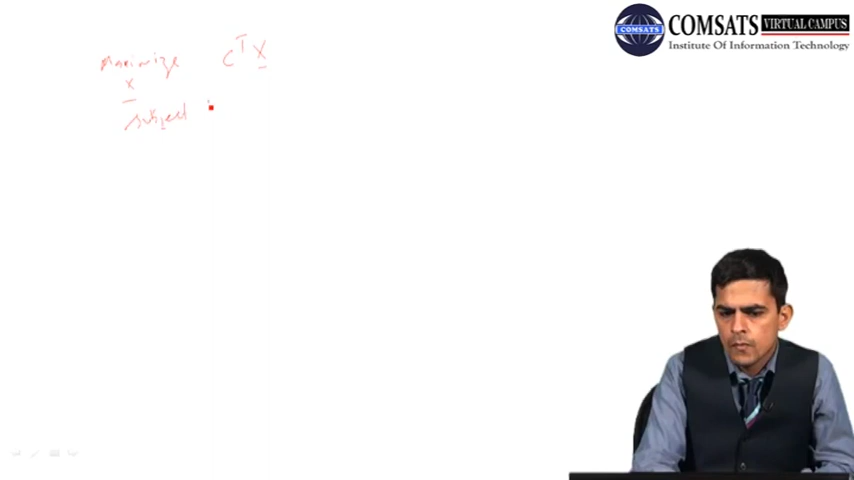 COMSATS VIRTUAL CAMPUS
Institute Of Information Technology
COMSATS
Maximize C^T X
X
subject